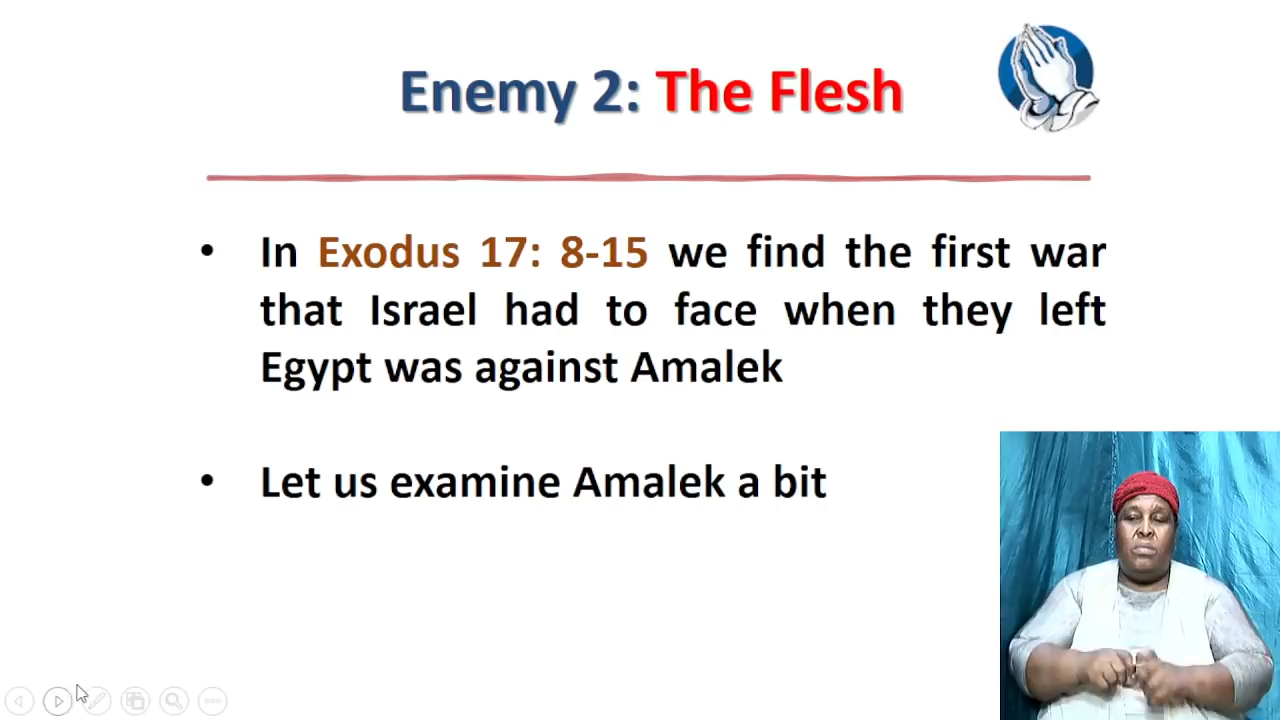 Enemy 2: The Flesh
• In Exodus 17: 8-15 we find the first war
that Israel had to face when they left
Egypt was against Amalek
• Let us examine Amalek a bit